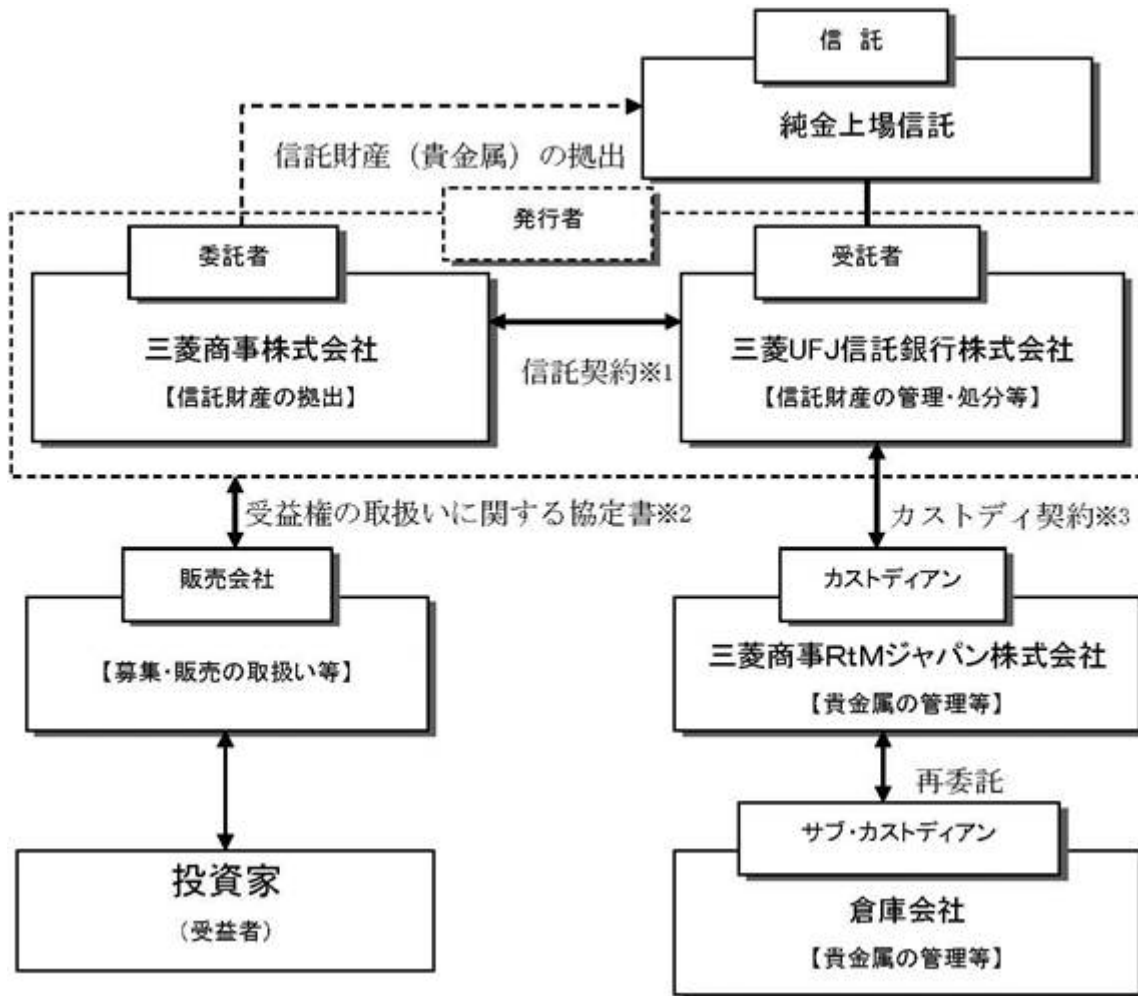 信 託
純金上場信託
信託財産（貴金属）の拠出
発行者
委託者
三菱商事株式会社
【信託財産の拠出】
信託契約※1
受託者
三菱UFJ信託銀行株式会社
【信託財産の管理・処分等】
受益権の取扱いに関する協定書※2
カストディ契約※3
販売会社
【募集・販売の取扱い等】
カストディアン
三菱商事RtMジャパン株式会社
【貴金属の管理等】
再委託
投資家
（受益者）
サブ・カストディアン
倉庫会社
【貴金属の管理等】